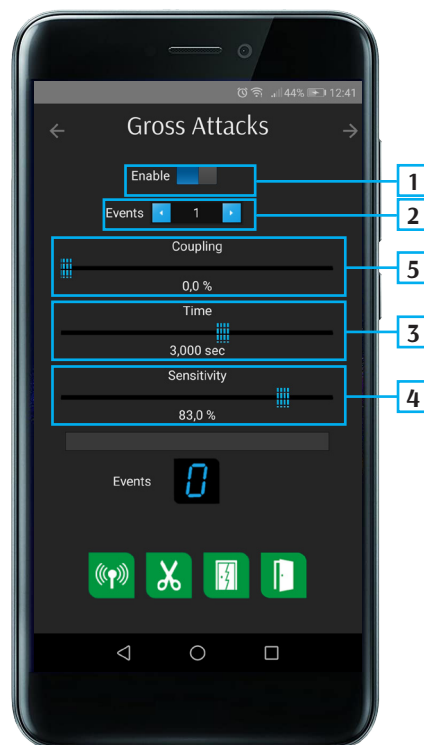 44% 12:41
Gross Attacks
Enable
1
Events 1
2
Coupling
5
0,0 %
Time
3
3,000 sec
Sensitivity
4
83,0 %
Events 0